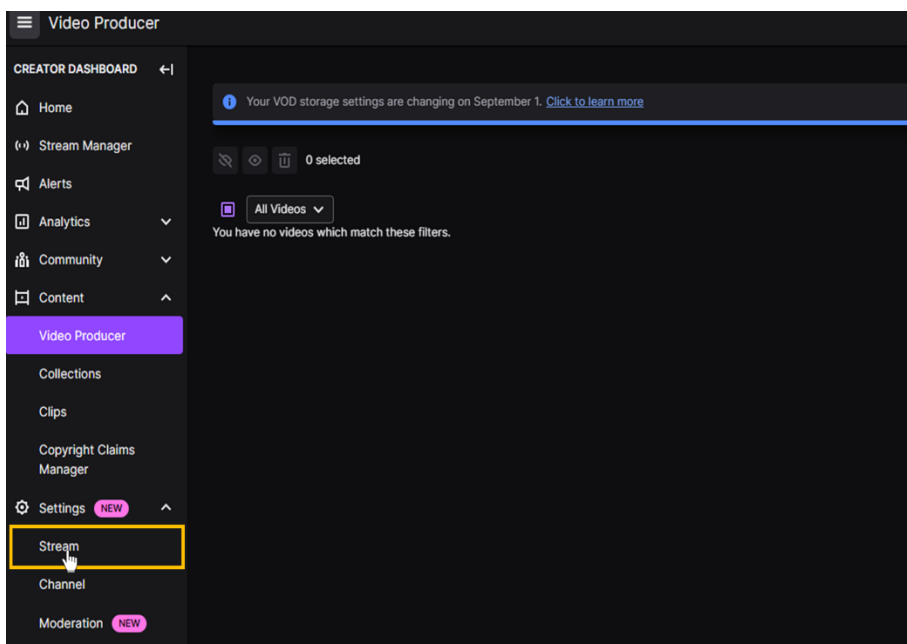 Video Producer
CREATOR DASHBOARD
Home
Stream Manager
Alerts
Analytics
Community
Content
Video Producer
Collections
Clips
Copyright Claims
Manager
Settings NEW
Stream
Channel
Moderation NEW
Your VOD storage settings are changing on September 1. Click to learn more
0 selected
All Videos
You have no videos which match these filters.